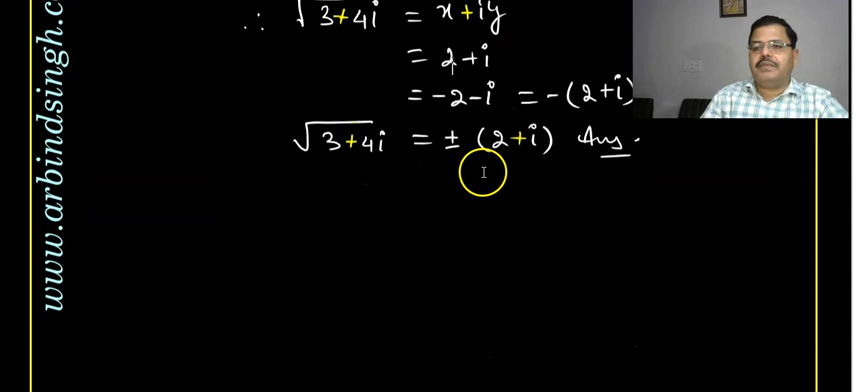 ∴ √3+4i = x+iy
= 2+i
= -2-i = -(2+i)
√3+4i = ± (2+i) Ans.
www.arbindsingh.c